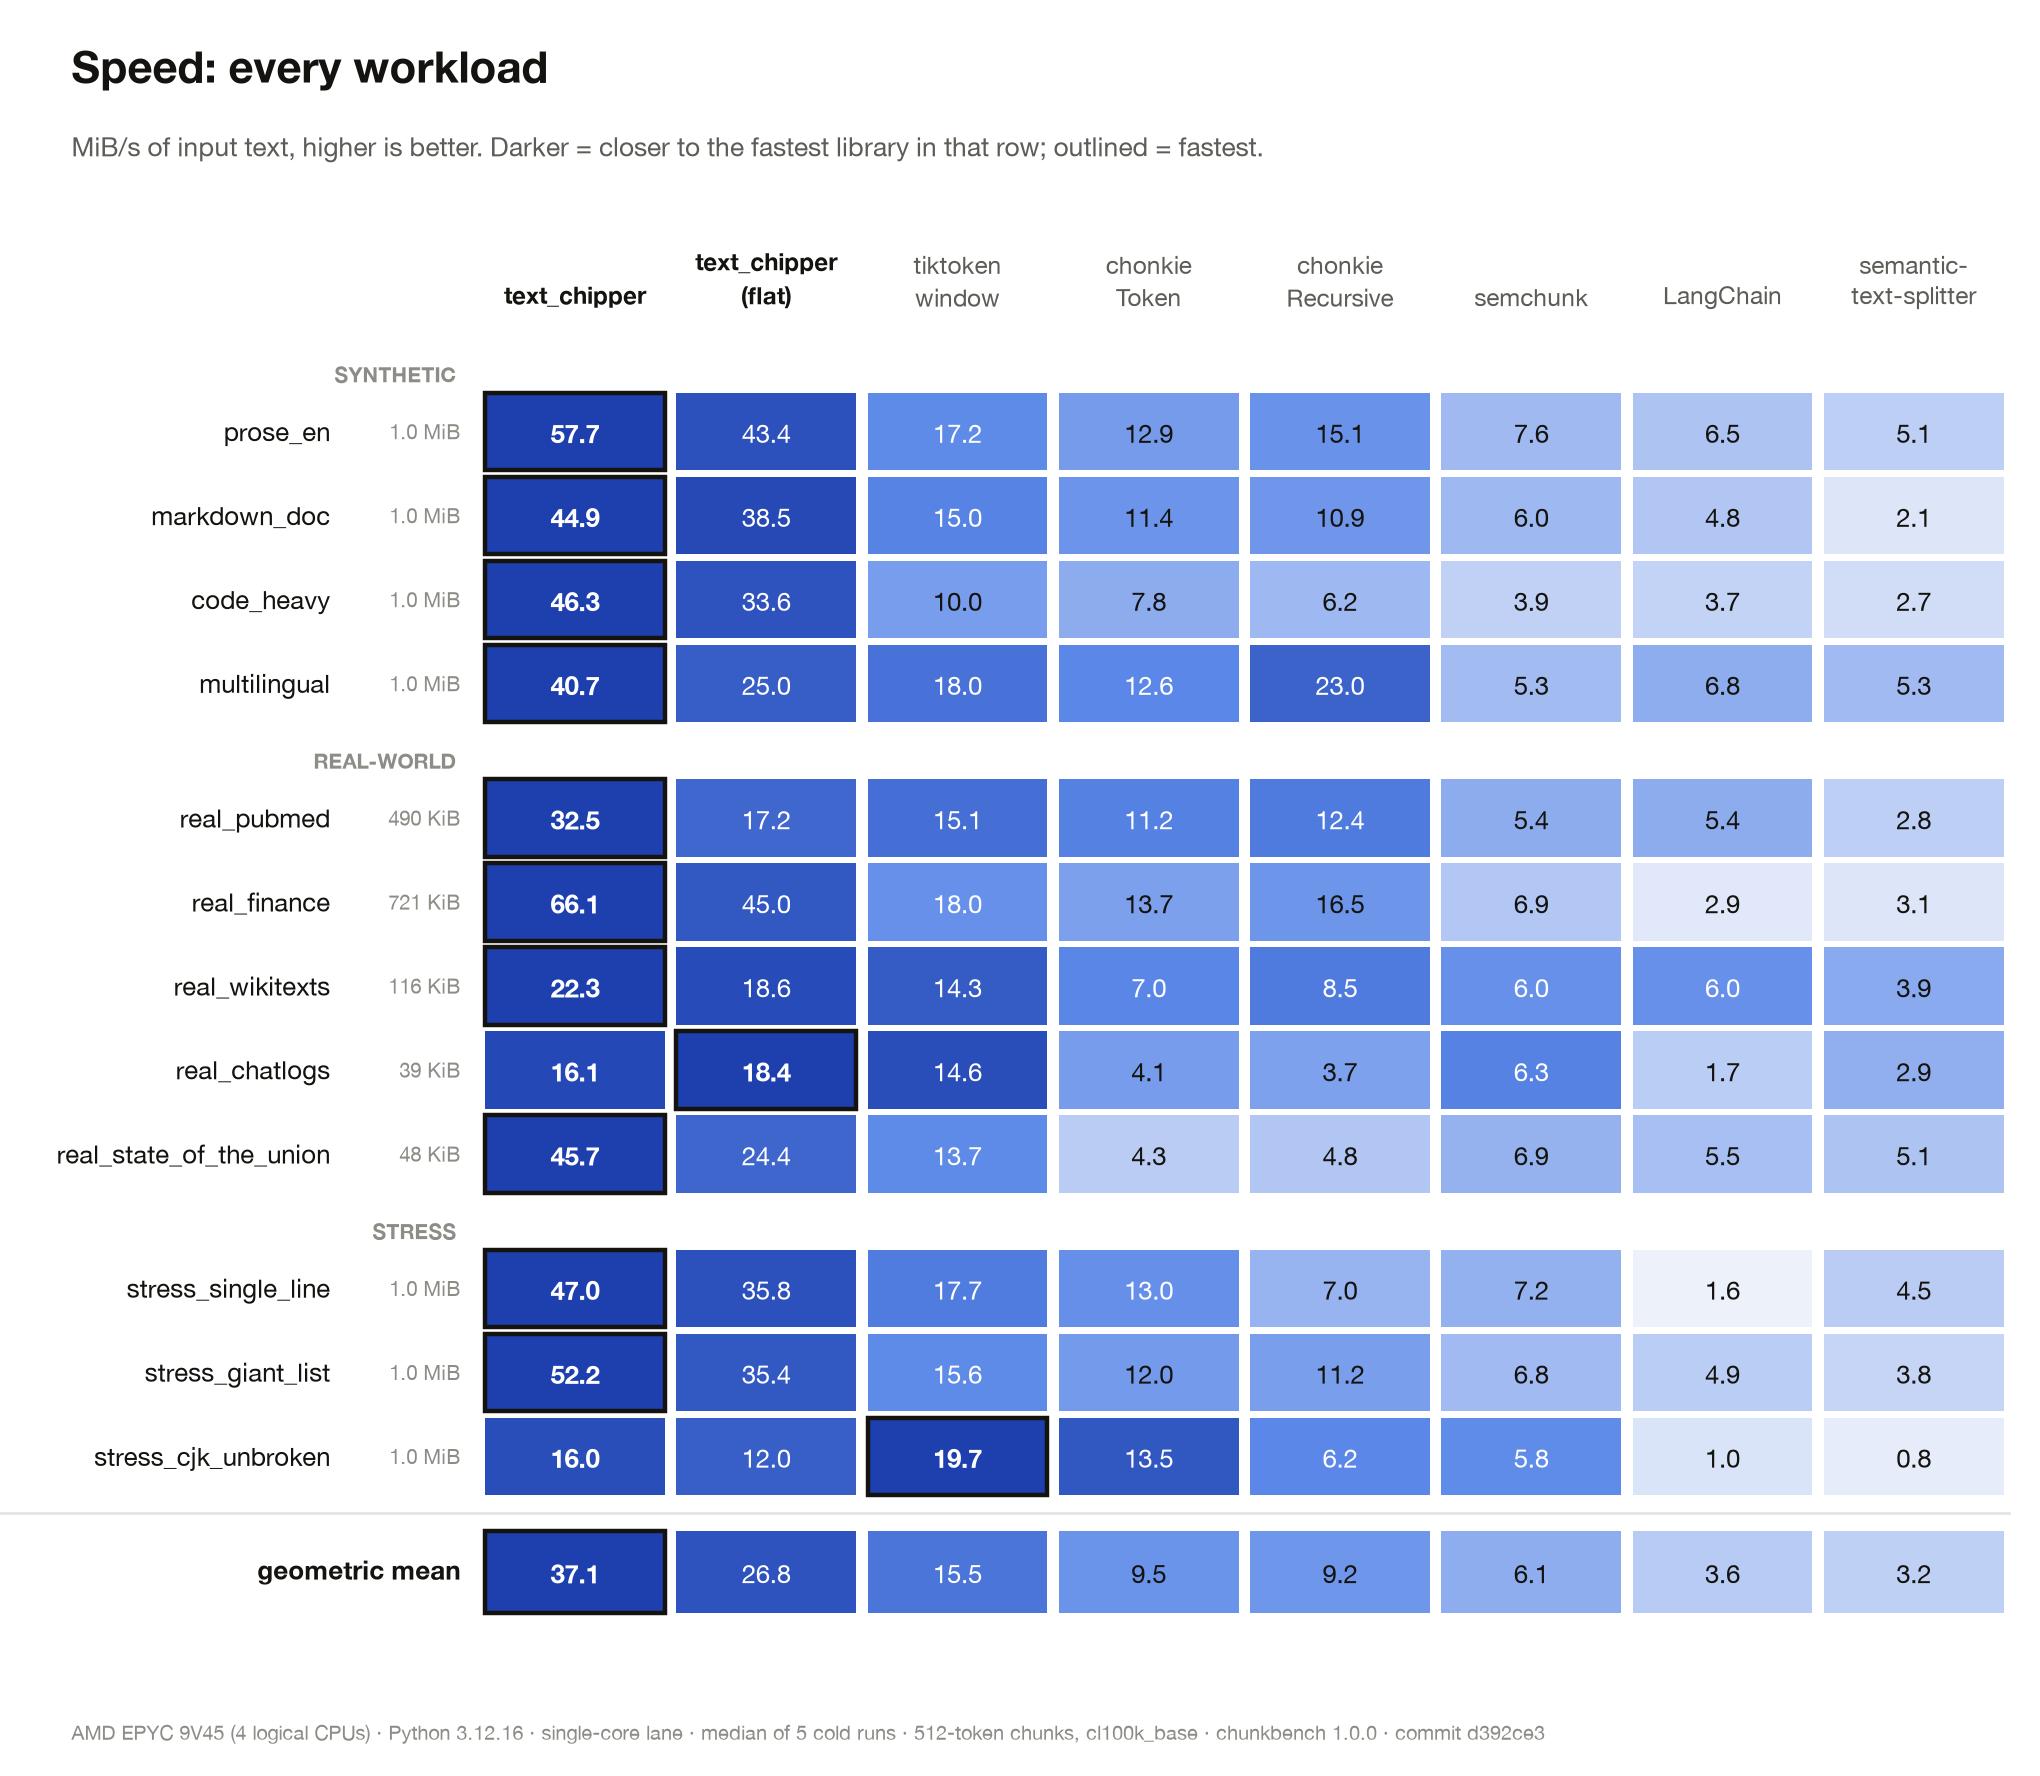 Speed: every workload
MiB/s of input text, higher is better. Darker = closer to the fastest library in that row; outlined = fastest.
text_chipper text_chipper (flat) tiktoken window chonkie Token chonkie Recursive semchunk LangChain semantic-text-splitter
SYNTHETIC
prose_en 1.0 MiB 57.7 43.4 17.2 12.9 15.1 7.6 6.5 5.1
markdown_doc 1.0 MiB 44.9 38.5 15.0 11.4 10.9 6.0 4.8 2.1
code_heavy 1.0 MiB 46.3 33.6 10.0 7.8 6.2 3.9 3.7 2.7
multilingual 1.0 MiB 40.7 25.0 18.0 12.6 23.0 5.3 6.8 5.3
REAL-WORLD
real_pubmed 490 KiB 32.5 17.2 15.1 11.2 12.4 5.4 5.4 2.8
real_finance 721 KiB 66.1 45.0 18.0 13.7 16.5 6.9 2.9 3.1
real_wikitexts 116 KiB 22.3 18.6 14.3 7.0 8.5 6.0 6.0 3.9
real_chatlogs 39 KiB 16.1 18.4 14.6 4.1 3.7 6.3 1.7 2.9
real_state_of_the_union 48 KiB 45.7 24.4 13.7 4.3 4.8 6.9 5.5 5.1
STRESS
stress_single_line 1.0 MiB 47.0 35.8 17.7 13.0 7.0 7.2 1.6 4.5
stress_giant_list 1.0 MiB 52.2 35.4 15.6 12.0 11.2 6.8 4.9 3.8
stress_cjk_unbroken 1.0 MiB 16.0 12.0 19.7 13.5 6.2 5.8 1.0 0.8
geometric mean 37.1 26.8 15.5 9.5 9.2 6.1 3.6 3.2
AMD EPYC 9V45 (4 logical CPUs) · Python 3.12.16 · single-core lane · median of 5 cold runs · 512-token chunks, cl100k_base · chunkbench 1.0.0 · commit d392ce3